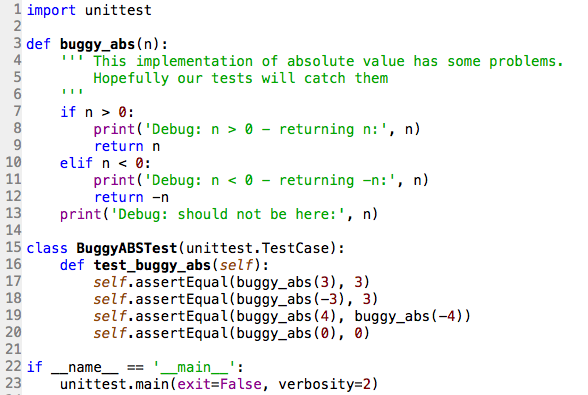 1 import unittest
2
3 def buggy_abs(n):
4     ''' This implementation of absolute value has some problems.
5         Hopefully our tests will catch them
6     '''
7     if n > 0:
8         print('Debug: n > 0 - returning n:', n)
9         return n
10     elif n < 0:
11         print('Debug: n < 0 - returning -n:', n)
12         return -n
13     print('Debug: should not be here:', n)
14
15 class BuggyABSTest(unittest.TestCase):
16     def test_buggy_abs(self):
17         self.assertEqual(buggy_abs(3), 3)
18         self.assertEqual(buggy_abs(-3), 3)
19         self.assertEqual(buggy_abs(4), buggy_abs(-4))
20         self.assertEqual(buggy_abs(0), 0)
21
22 if __name__ == '__main__':
23     unittest.main(exit=False, verbosity=2)